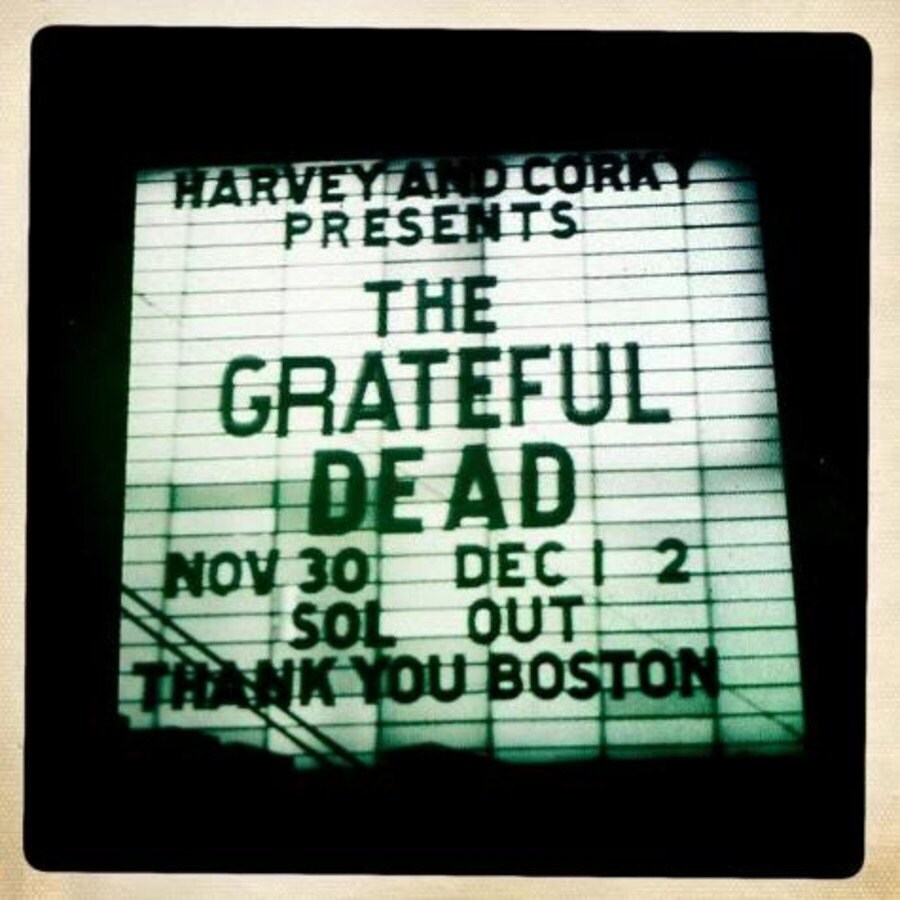 HARVEY AND CORKY
PRESENTS
THE
GRATEFUL
DEAD
NOV 30 DEC 1 2
SOL OUT
THANK YOU BOSTON